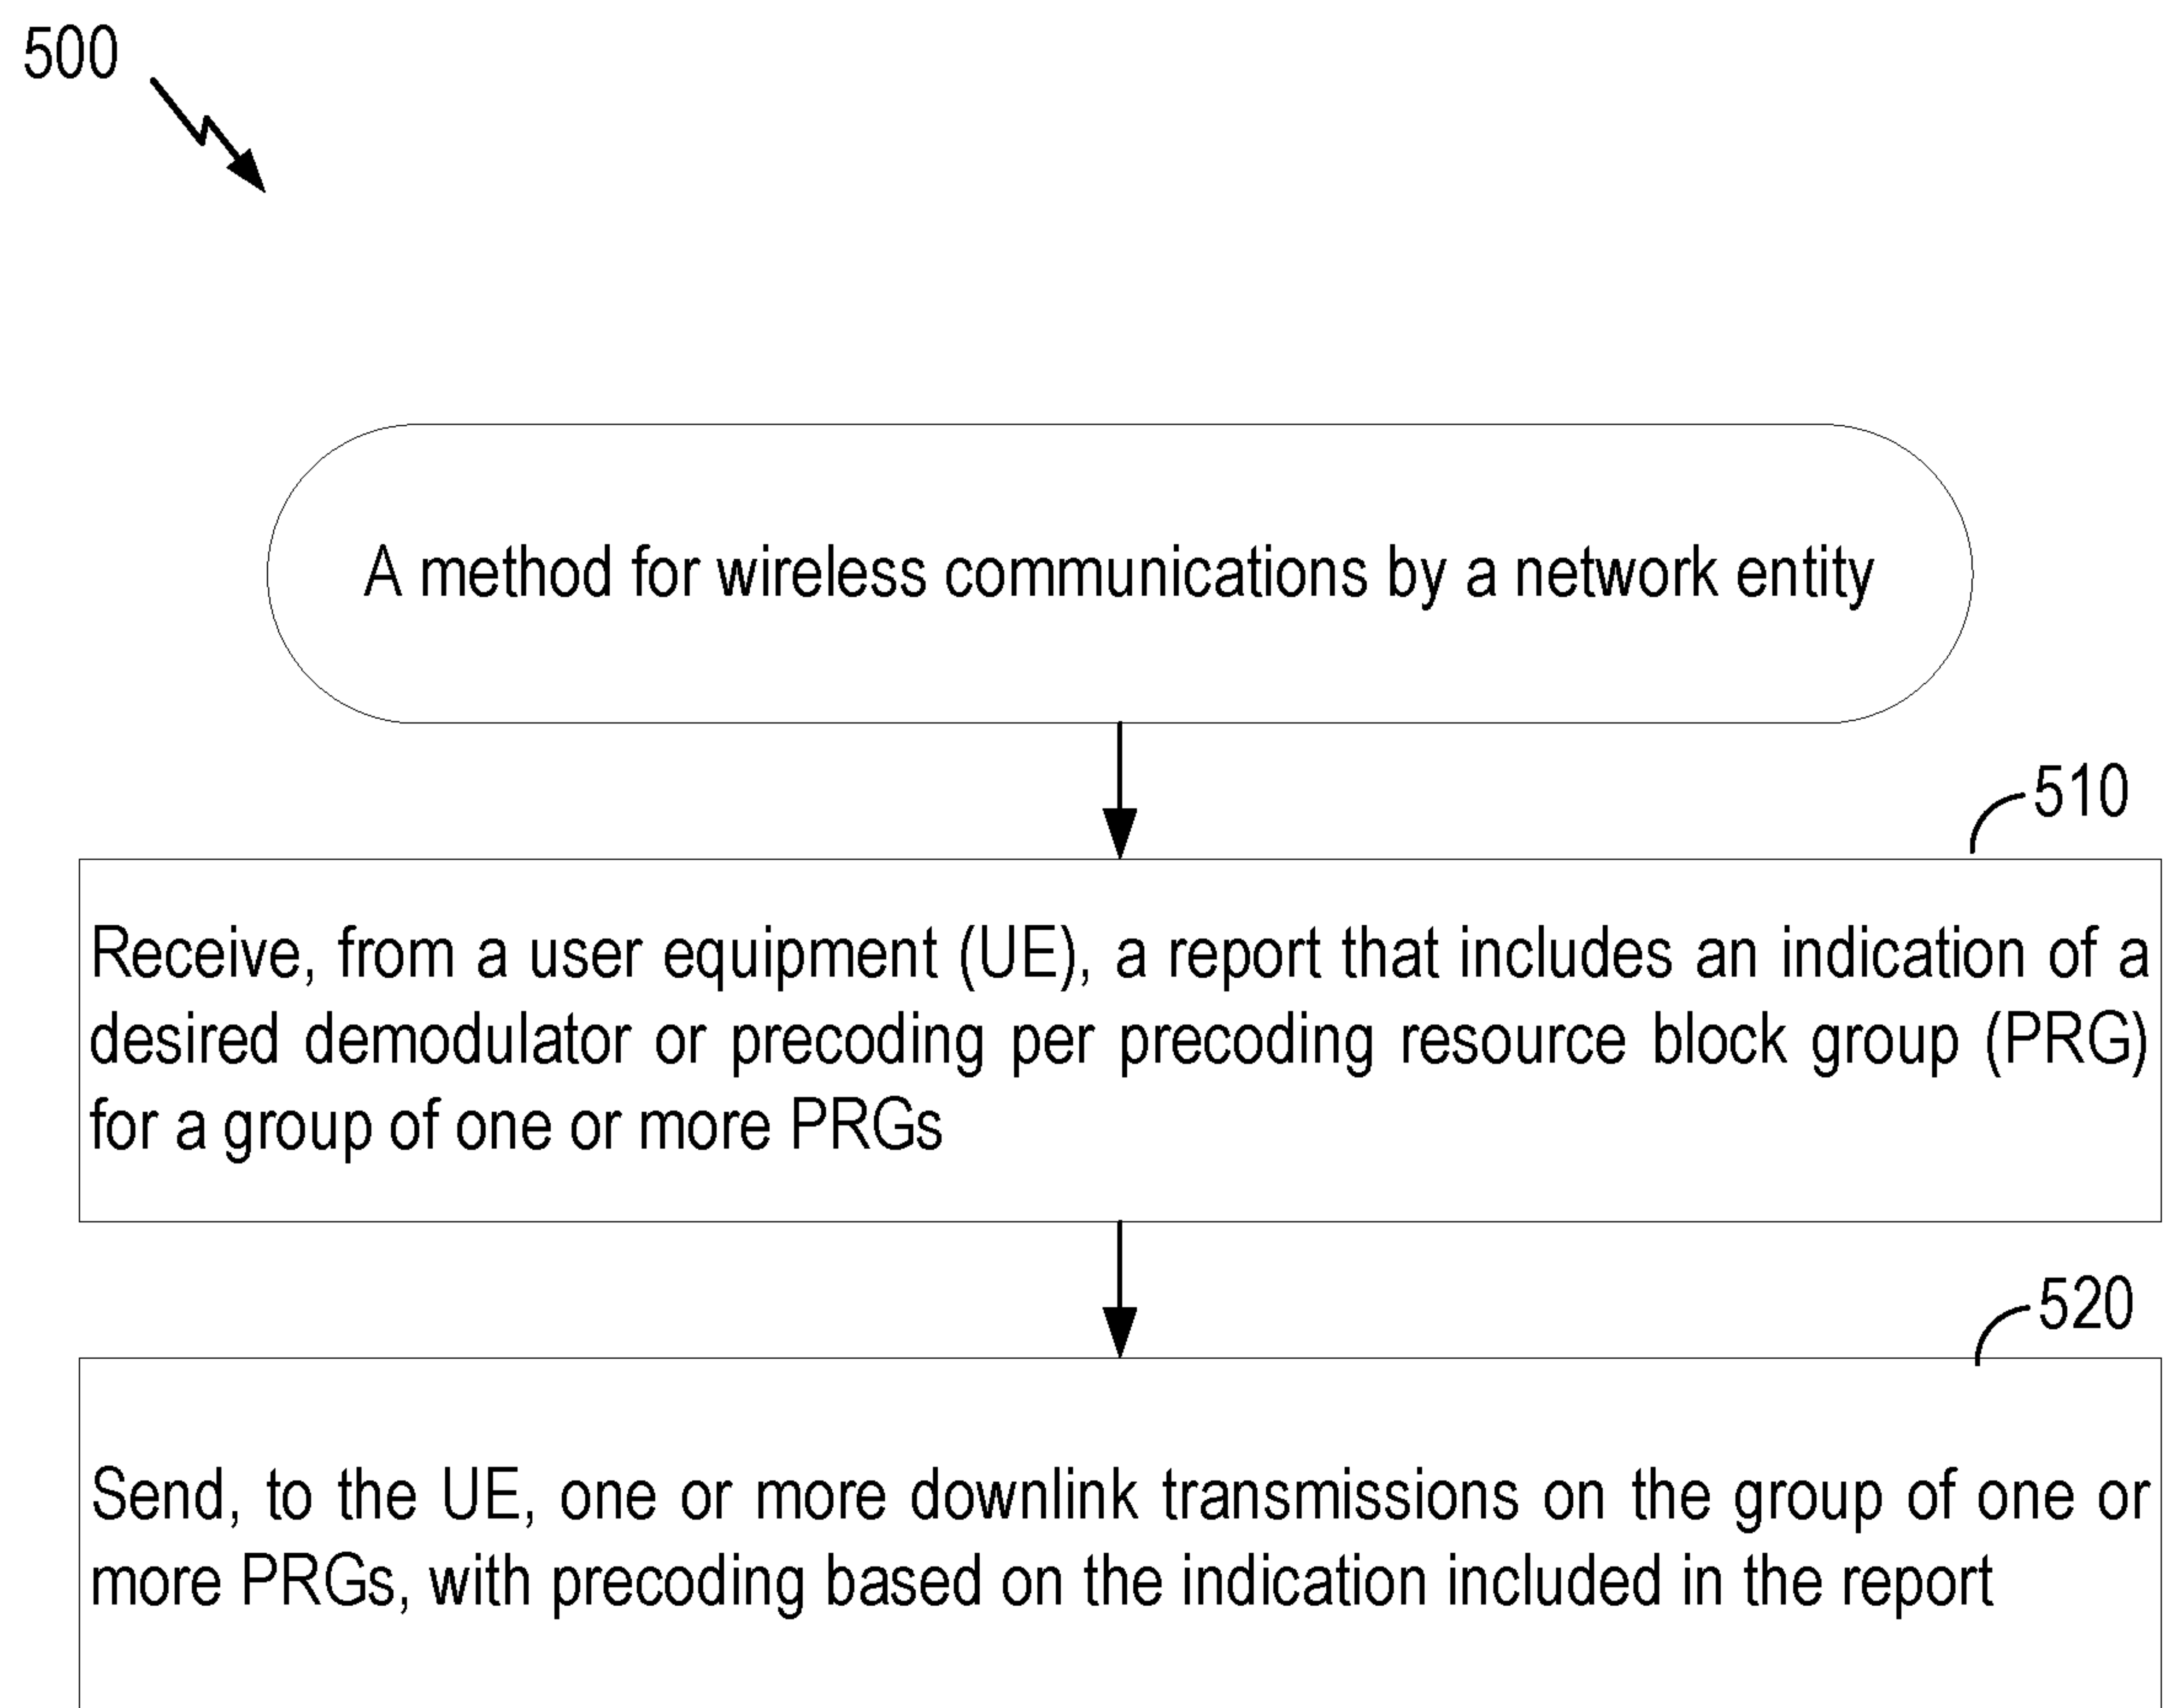 500
A method for wireless communications by a network entity
510
Receive, from a user equipment (UE), a report that includes an indication of a
desired demodulator or precoding per precoding resource block group (PRG)
for a group of one or more PRGs
520
Send, to the UE, one or more downlink transmissions on the group of one or
more PRGs, with precoding based on the indication included in the report